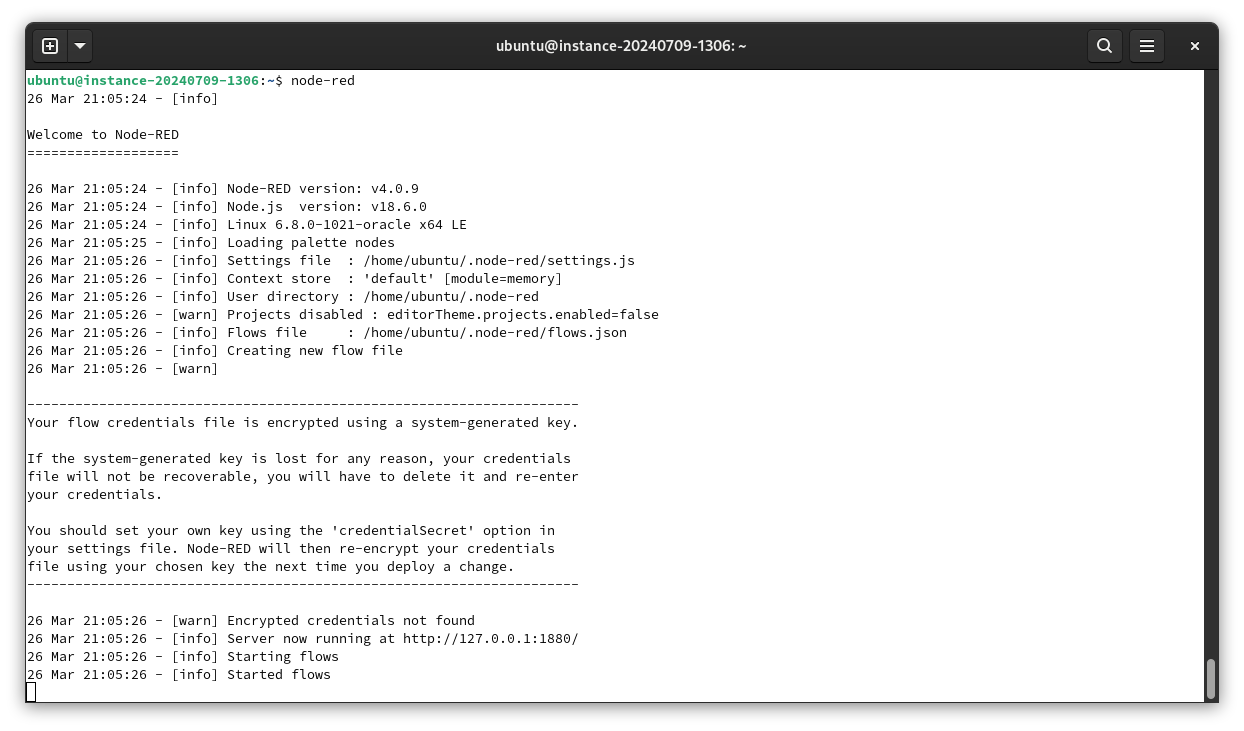 ubuntu@instance-20240709-1306: ~
ubuntu@instance-20240709-1306:~$ node-red
26 Mar 21:05:24 - [info]
Welcome to Node-RED
===================
26 Mar 21:05:24 - [info] Node-RED version: v4.0.9
26 Mar 21:05:24 - [info] Node.js  version: v18.6.0
26 Mar 21:05:24 - [info] Linux 6.8.0-1021-oracle x64 LE
26 Mar 21:05:25 - [info] Loading palette nodes
26 Mar 21:05:26 - [info] Settings file  : /home/ubuntu/.node-red/settings.js
26 Mar 21:05:26 - [info] Context store  : 'default' [module=memory]
26 Mar 21:05:26 - [info] User directory : /home/ubuntu/.node-red
26 Mar 21:05:26 - [warn] Projects disabled : editorTheme.projects.enabled=false
26 Mar 21:05:26 - [info] Flows file     : /home/ubuntu/.node-red/flows.json
26 Mar 21:05:26 - [info] Creating new flow file
26 Mar 21:05:26 - [warn]
---------------------------------------------------------------------
Your flow credentials file is encrypted using a system-generated key.
If the system-generated key is lost for any reason, your credentials
file will not be recoverable, you will have to delete it and re-enter
your credentials.
You should set your own key using the 'credentialSecret' option in
your settings file. Node-RED will then re-encrypt your credentials
file using your chosen key the next time you deploy a change.
---------------------------------------------------------------------
26 Mar 21:05:26 - [warn] Encrypted credentials not found
26 Mar 21:05:26 - [info] Server now running at http://127.0.0.1:1880/
26 Mar 21:05:26 - [info] Starting flows
26 Mar 21:05:26 - [info] Started flows